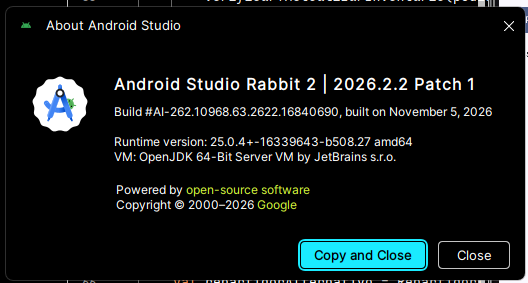 About Android Studio
Android Studio Rabbit 2 | 2026.2.2 Patch 1
Build #AI-262.10968.63.2622.16840690, built on November 5, 2026
Runtime version: 25.0.4+-16339643-b508.27 amd64
VM: OpenJDK 64-Bit Server VM by JetBrains s.r.o.
Powered by open-source software
Copyright © 2000–2026 Google
Copy and Close
Close